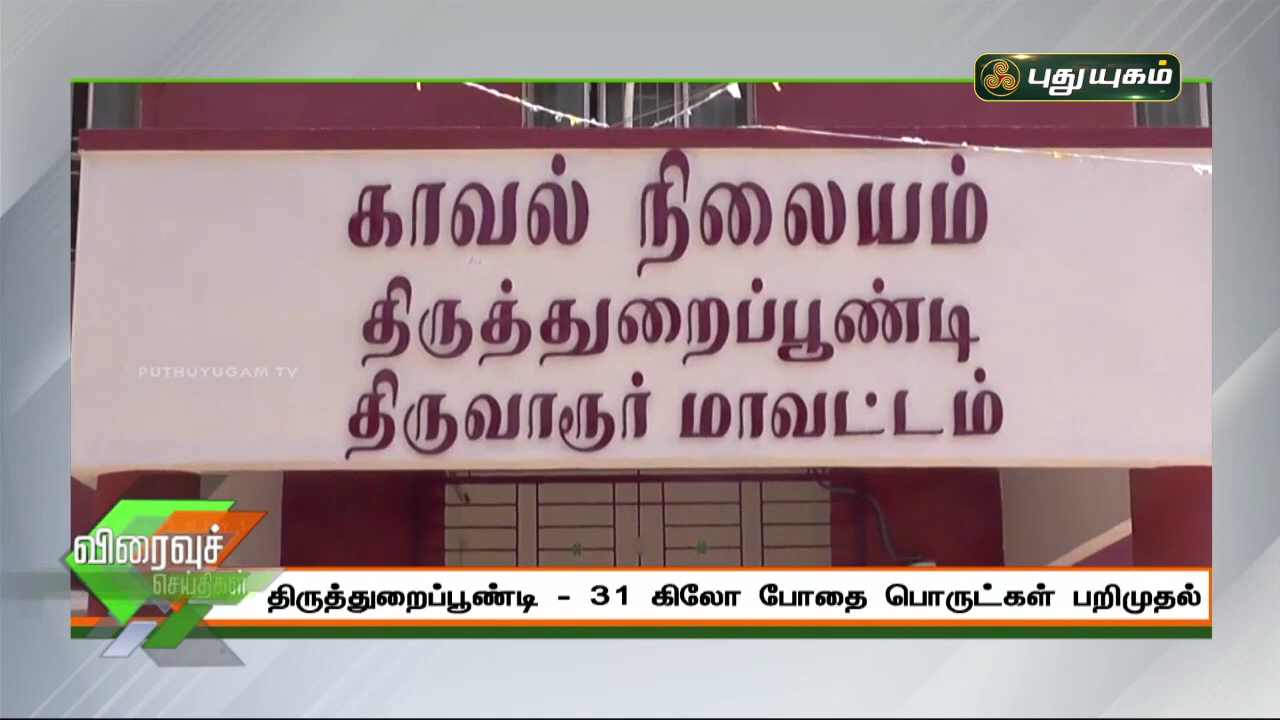 புதுயுகம்
காவல் நிலையம்
திருத்துறைப்பூண்டி
PUTHUYUGAM TV
திருவாரூர் மாவட்டம்
விரைவுச்
செய்திகள்
திருத்துறைப்பூண்டி - 31 கிலோ போதை பொருட்கள் பறிமுதல்